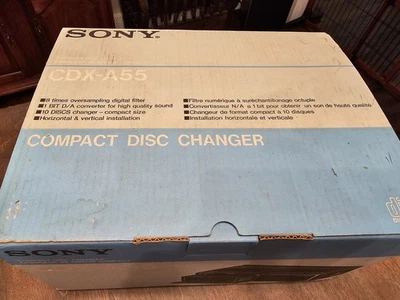 SONY®
CDX-A55
■8 times oversampling digital filter
■1 BIT D/A converter for high quality sound
■10 DISCS changer – compact size
■Horizontal & vertical installation
■Filtre numérique à suréchantillonage octuple
■Convertisseur N/A a 1 bit pour obtenir un son de haute qualité
■Changeur de format compact à 10 disques
■Installation horizontale et verticale
COMPACT DISC CHANGER
SONY